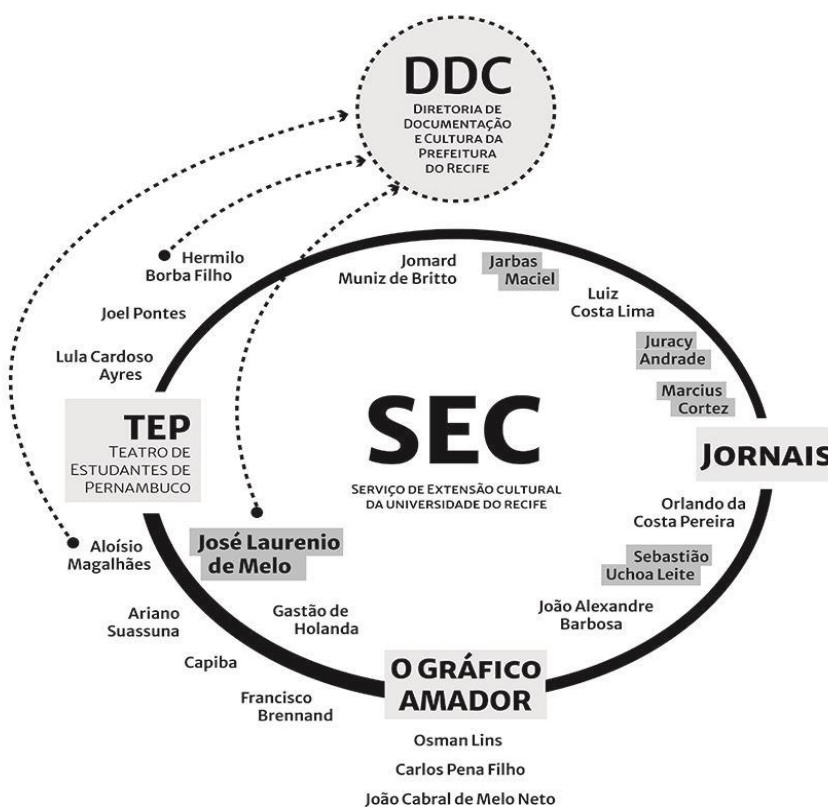 DDC
DIRETORIA DE
DOCUMENTAÇÃO
E CULTURA DA
PREFEITURA
DO RECIFE
Hermilo
Borba Filho
Joel Pontes
Lula Cardoso
Ayres
Jomard
Muniz de Britto
Jarbas
Maciel
Luiz
Costa Lima
Juracy
Andrade
Marcius
Cortez
TEP
TEATRO DE
ESTUDANTES DE
PERNAMBUCO
SEC
SERVIÇO DE EXTENSÃO CULTURAL
DA UNIVERSIDADE DO RECIFE
JORNAIS
Aloísio
Magalhães
José Laurenio
de Melo
Orlando da
Costa Pereira
Sebastião
Uchoa Leite
Ariano
Suassuna
Gastão de
Holanda
João Alexandre
Barbosa
Capiba
Francisco
Brennand
O GRÁFICO
AMADOR
Osman Lins
Carlos Pena Filho
João Cabral de Melo Neto